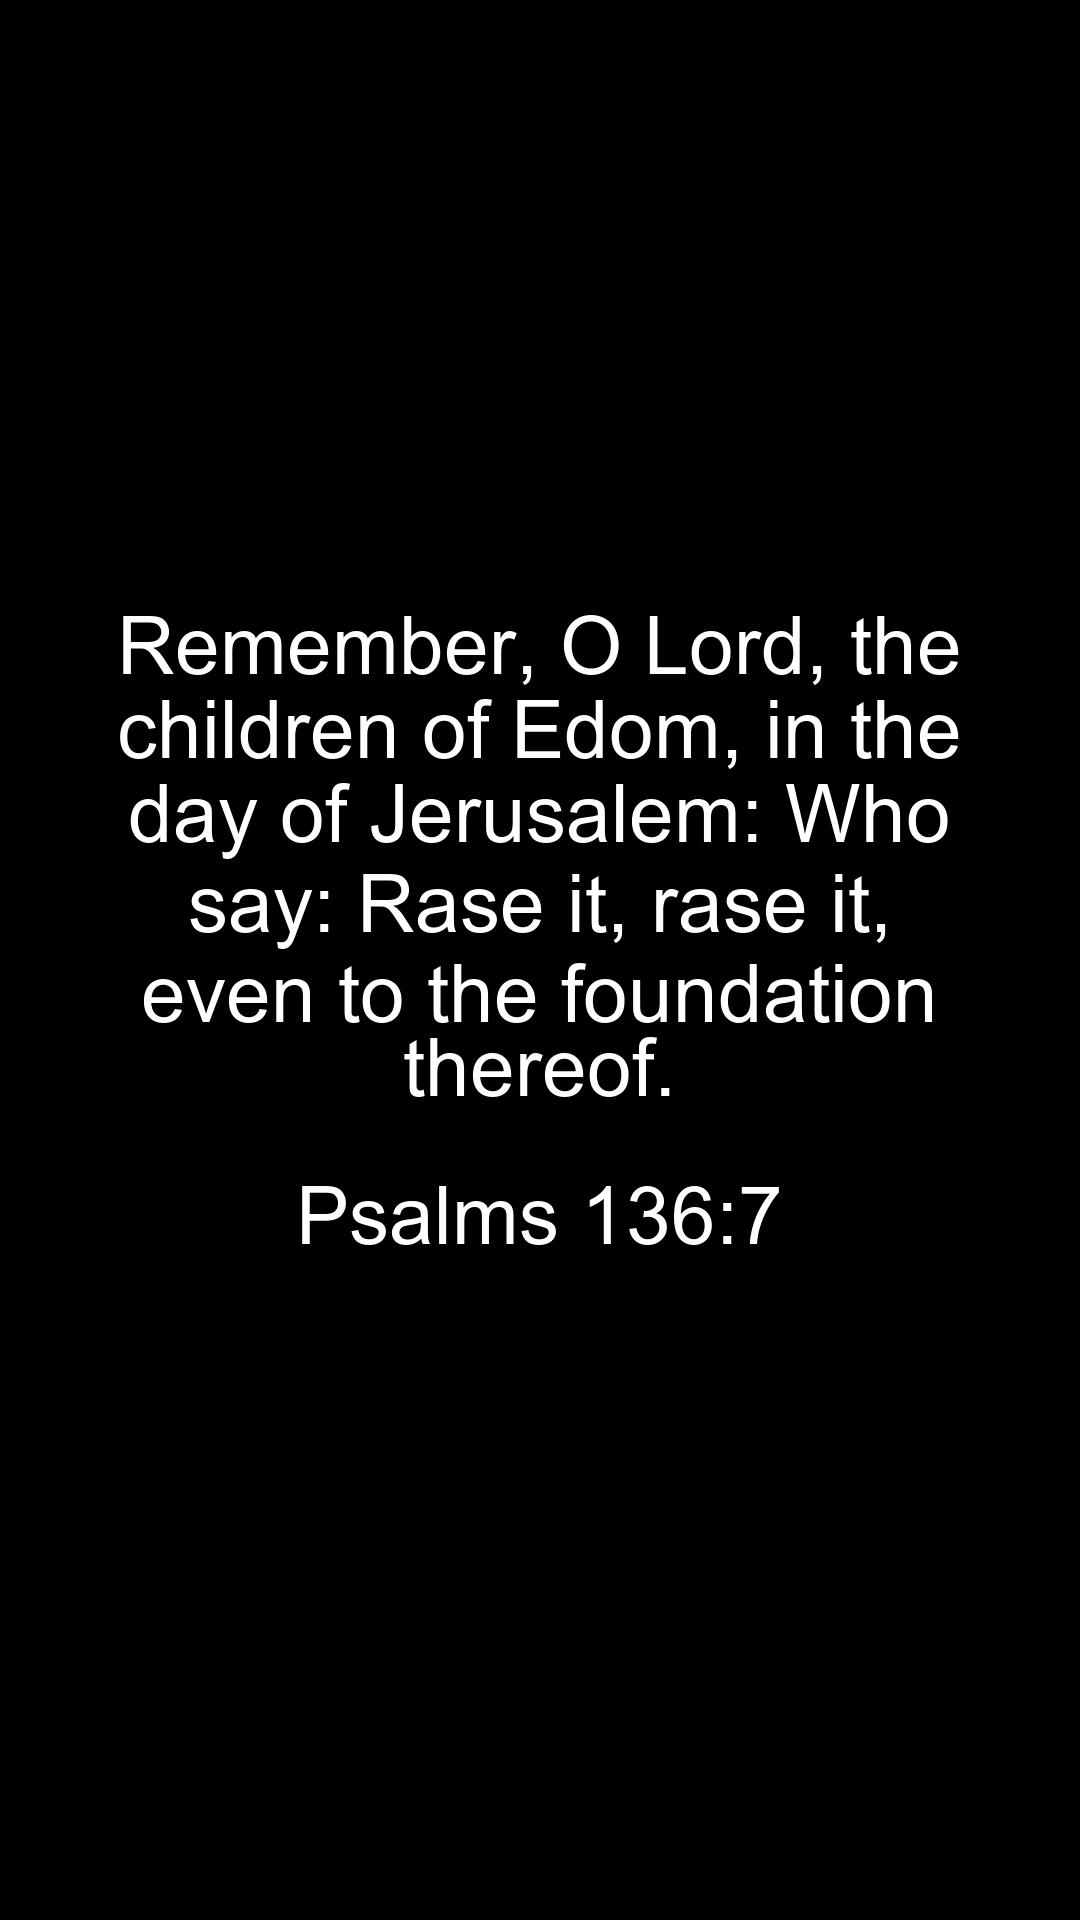 Remember, O Lord, the
children of Edom, in the
day of Jerusalem: Who
say: Rase it, rase it,
even to the foundation
thereof.
Psalms 136:7